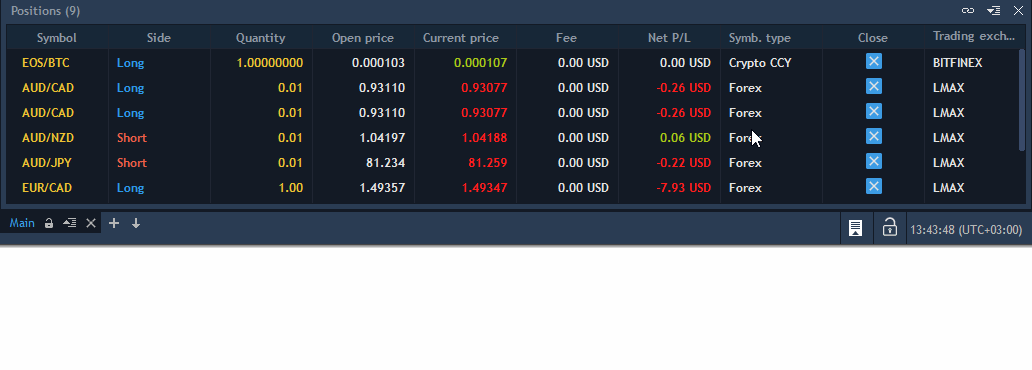 Positions (9)
Symbol Side Quantity Open price Current price Fee Net P/L Symb. type Close Trading exch...
EOS/BTC Long 1.00000000 0.000103 0.000107 0.00 USD 0.00 USD Crypto CCY BITFINEX
AUD/CAD Long 0.01 0.93110 0.93077 0.00 USD -0.26 USD Forex LMAX
AUD/CAD Long 0.01 0.93110 0.93077 0.00 USD -0.26 USD Forex LMAX
AUD/NZD Short 0.01 1.04197 1.04188 0.00 USD 0.06 USD Forex LMAX
AUD/JPY Short 0.01 81.234 81.259 0.00 USD -0.22 USD Forex LMAX
EUR/CAD Long 1.00 1.49357 1.49347 0.00 USD -7.93 USD Forex LMAX
Main 13:43:48 (UTC+03:00)